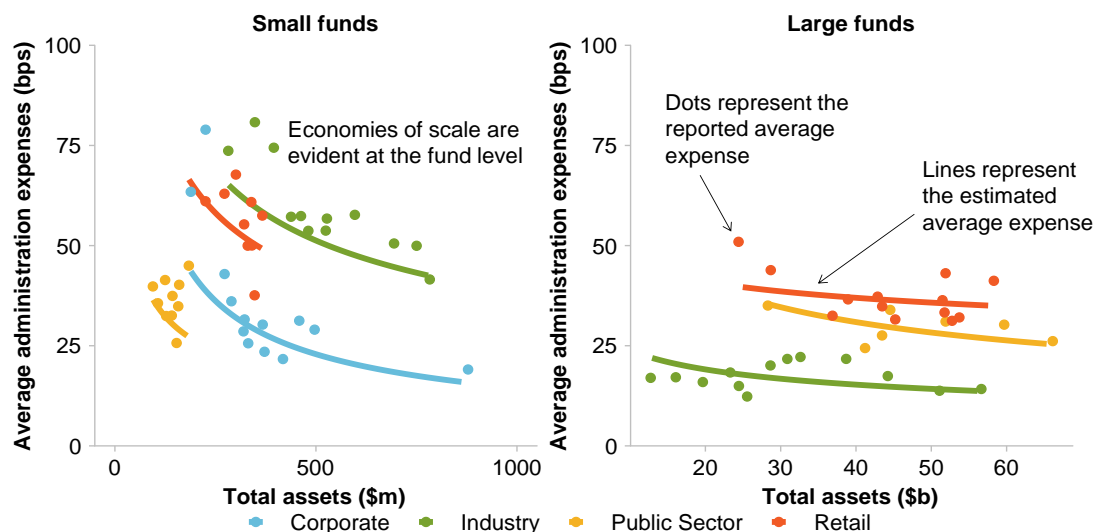 Small funds
Average administration expenses (bps)
100
75
50
25
0
Economies of scale are
evident at the fund level
0
500
1000
Total assets ($m)
Large funds
Average administration expenses (bps)
100
75
50
25
0
Dots represent the
reported average
expense
Lines represent
the estimated
average expense
20
30
40
50
60
Total assets ($b)
Corporate
Industry
Public Sector
Retail